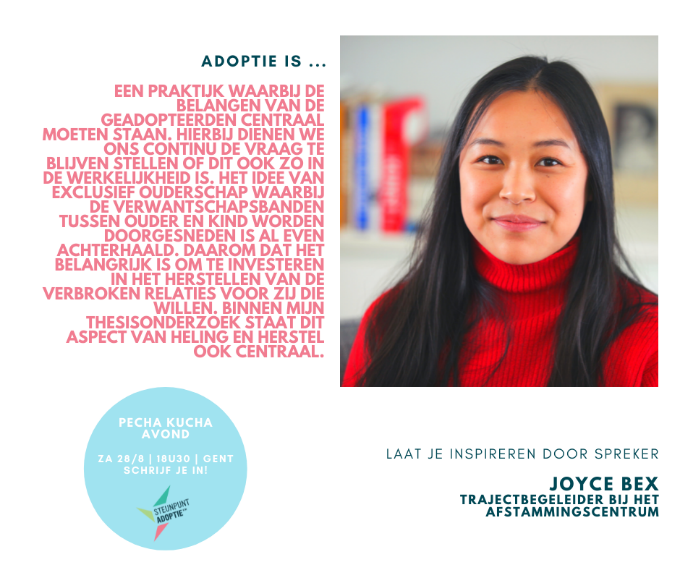 ADOPTIE IS ...
EEN PRAKTIJK WAARBIJ DE
BELANGEN VAN DE
GEADOPTEERDEN CENTRAAL
MOETEN STAAN. HIERBIJ DIENEN WE
ONS CONTINU DE VRAAG TE
BLIJVEN STELLEN OF DIT OOK ZO IN
DE WERKELIJKHEID IS. HET IDEE VAN
EXCLUSIEF OUDERSCHAP WAARBIJ
DE VERWANTSCHAPSBANDEN
TUSSEN OUDER EN KIND WORDEN
DOORGESNEDEN IS AL EVEN
ACHTERHAALD. DAAROM DAT HET
BELANGRIJK IS OM TE INVESTEREN
IN HET HERSTELLEN VAN DE
VERBROKEN RELATIES VOOR ZIJ DIE
WILLEN. BINNEN MIJN
THESISONDERZOEK STAAT DIT
ASPECT VAN HELING EN HERSTEL
OOK CENTRAAL.
PECHA KUCHA
AVOND
ZA 28/8 | 18U30 | GENT
SCHRIJF JE IN!
STEUNPUNT
ADOPTIE
LAAT JE INSPIREREN DOOR SPREKER
JOYCE BEX
TRAJECTBEGELEIDER BIJ HET
AFSTAMMINGSCENTRUM